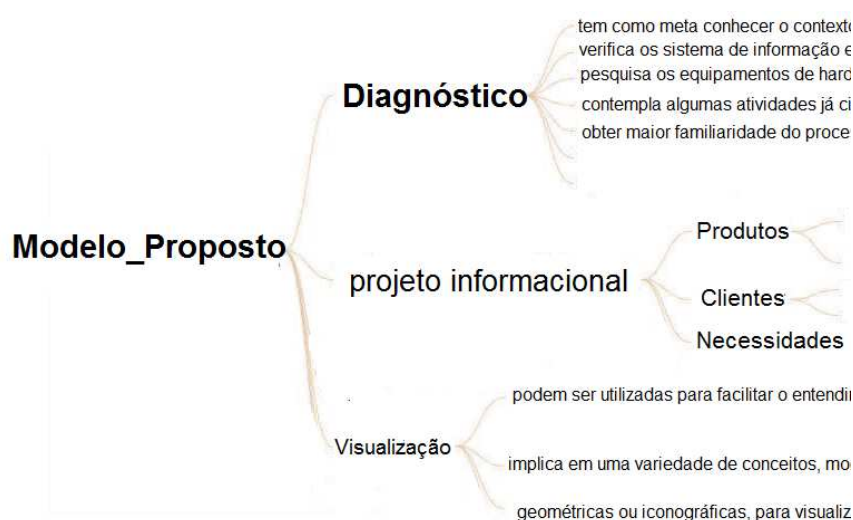 tem como meta conhecer o contexto
verifica os sistema de informação e
pesquisa os equipamentos de hard
Diagnóstico
contempla algumas atividades já ci
obter maior familiaridade do proce
Modelo_Proposto
Produtos
projeto informacional
Clientes
Necessidades
podem ser utilizadas para facilitar o entendi
Visualização
implica em uma variedade de conceitos, mo
geométricas ou iconográficas, para visualiz